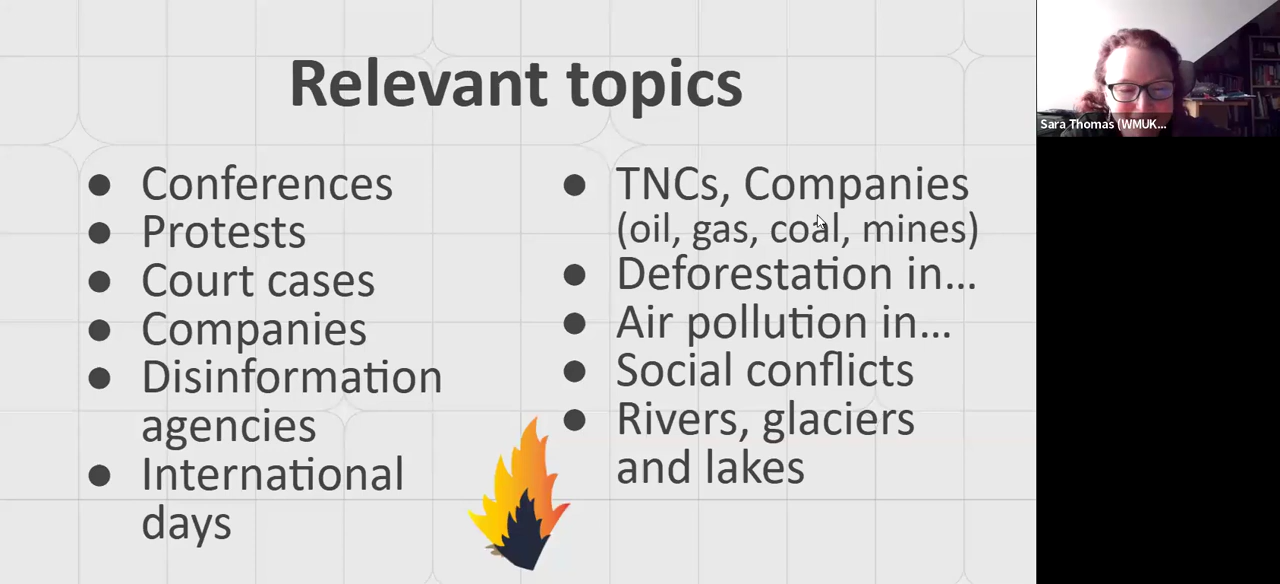 Relevant topics
● Conferences
● Protests
● Court cases
● Companies
● Disinformation
agencies
● International
days
● TNCs, Companies
(oil, gas, coal, mines)
● Deforestation in...
● Air pollution in...
● Social conflicts
● Rivers, glaciers
and lakes
Sara Thomas (WMUK...